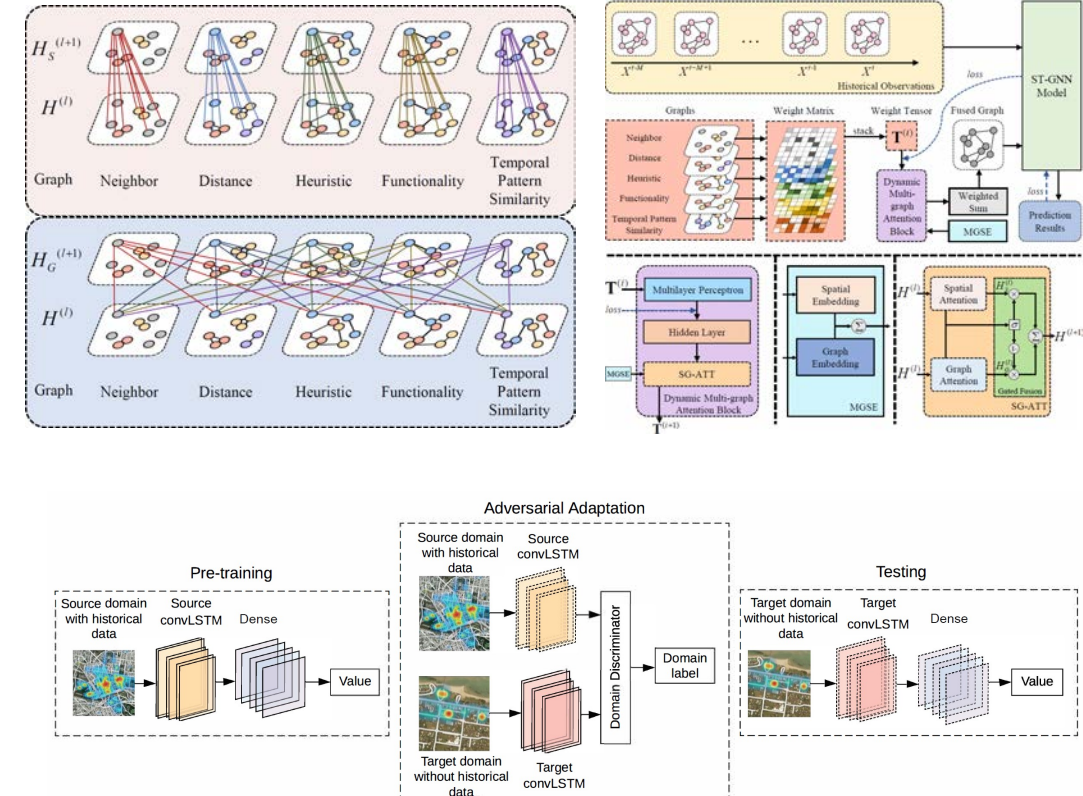 H_S^(l+1)
H^(l)
Graph Neighbor Distance Heuristic Functionality Temporal Pattern Similarity
H_G^(l+1)
H^(l)
Graph Neighbor Distance Heuristic Functionality Temporal Pattern Similarity
X^t-M X^t-M+1 ... X^t-1 X^t
Historical Observations
loss
ST-GNN
Model
Graphs
Weight Matrix
Weight Tensor
Fused Graph
Neighbor
Distance
Heuristic
Functionality
Temporal Pattern
Similarity
stack
T^(l)
Dynamic
Multi-
graph
Attention
Block
Weighted
Sum
MGSE
loss
Prediction
Results
T^(l)
loss
Multilayer Perceptron
Hidden Layer
MGSE
SG-ATT
Dynamic Multi-graph
Attention Block
T^(l+1)
Spatial
Embedding
Σ
Graph
Embedding
MGSE
H^(l)
Spatial
Attention
H^(l)
Graph
Attention
σ
Σ
H^(l+1)
Gated Fusion
SG-ATT
Pre-training
Source domain
with historical
data
Source
convLSTM
Dense
Value
Adversarial Adaptation
Source domain
with historical
data
Source
convLSTM
Target domain
without historical
data
Target
convLSTM
Domain Discriminator
Domain
label
Testing
Target domain
without historical
data
Target
convLSTM
Dense
Value